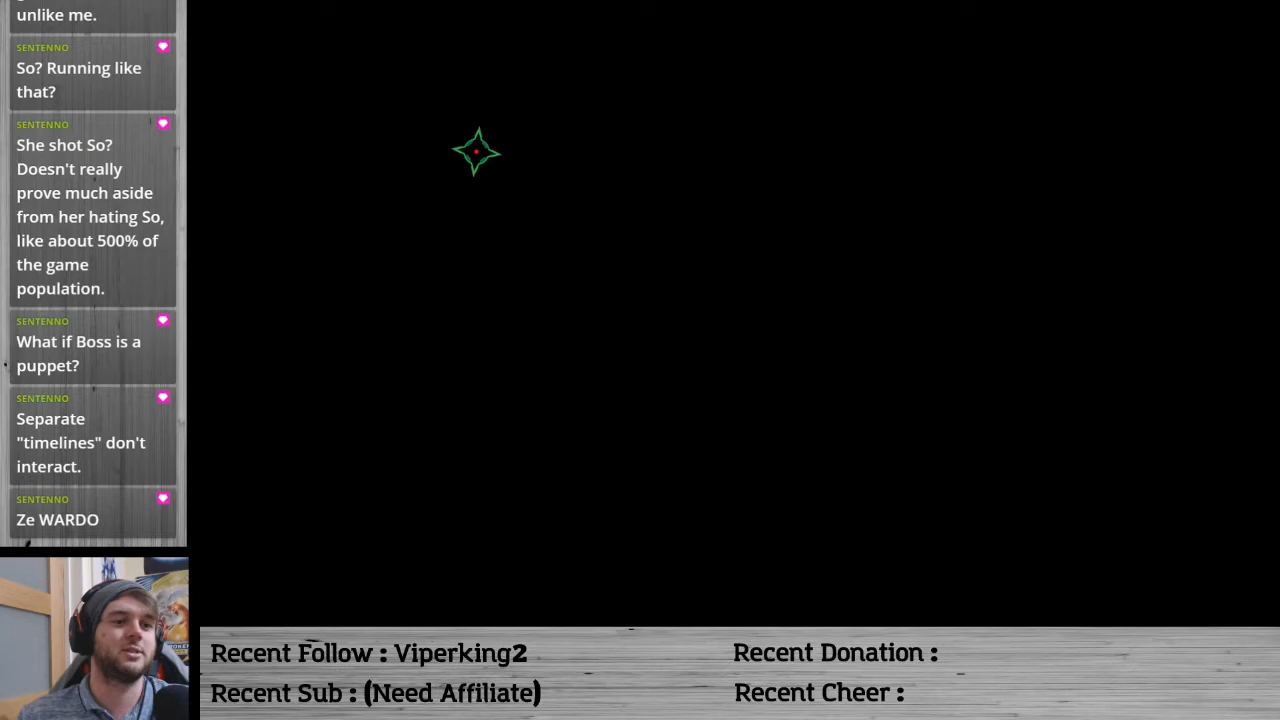 unlike me.
SENTENNO
So? Running like
that?
SENTENNO
She shot So?
Doesn't really
prove much aside
from her hating So,
like about 500% of
the game
population.
SENTENNO
What if Boss is a
puppet?
SENTENNO
Separate
"timelines" don't
interact.
SENTENNO
Ze WARDO
Recent Follow : Viperking2
Recent Donation :
Recent Sub : (Need Affiliate)
Recent Cheer :